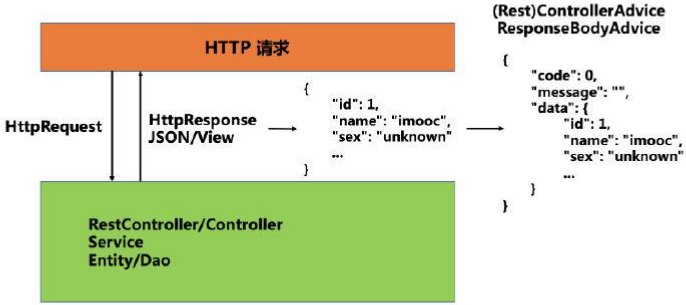 (Rest)ControllerAdvice
ResponseBodyAdvice
HTTP 请求
HttpRequest
HttpResponse
JSON/View
{
"id": 1,
"name": "imooc",
"sex": "unknown"
...
}
{
"code": 0,
"message": "",
"data": {
"id": 1,
"name": "imooc",
"sex": "unknown"
...
}
}
RestController/Controller
Service
Entity/Dao